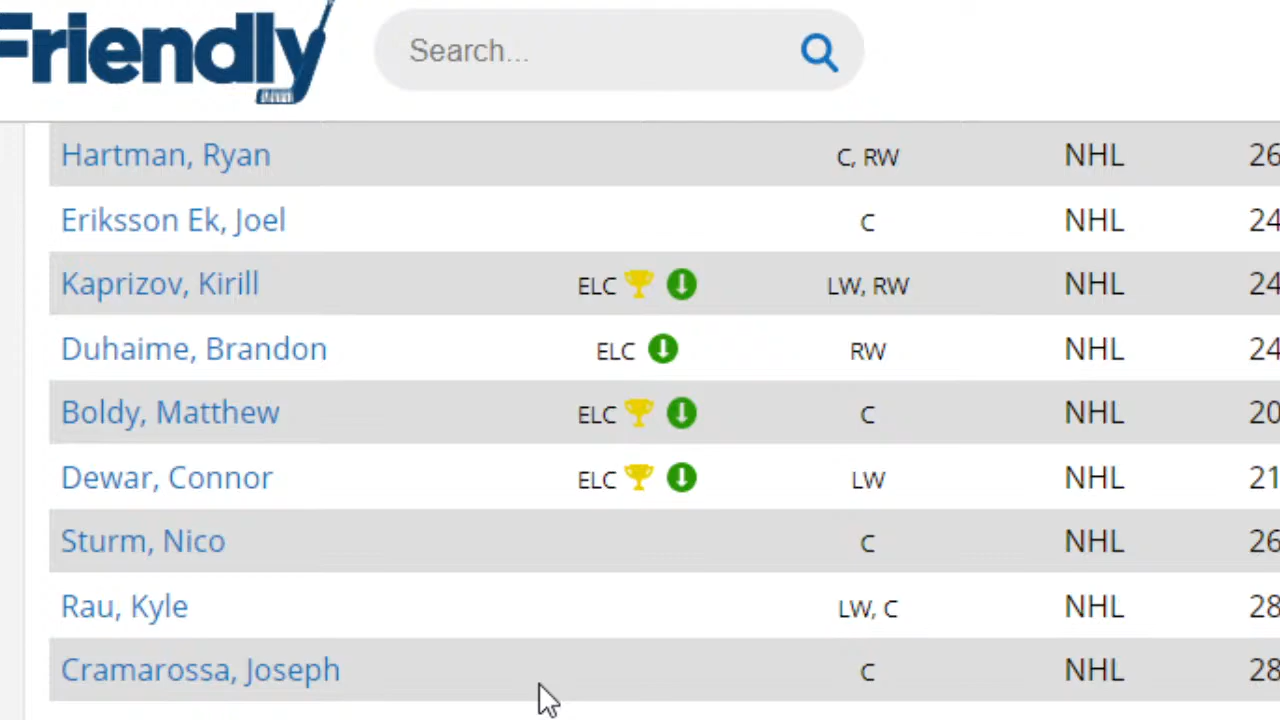 Friendly Search...
Hartman, Ryan C, RW NHL 26
Eriksson Ek, Joel C NHL 24
Kaprizov, Kirill ELC LW, RW NHL 24
Duhaime, Brandon ELC RW NHL 24
Boldy, Matthew ELC C NHL 20
Dewar, Connor ELC LW NHL 21
Sturm, Nico C NHL 26
Rau, Kyle LW, C NHL 28
Cramarossa, Joseph C NHL 28